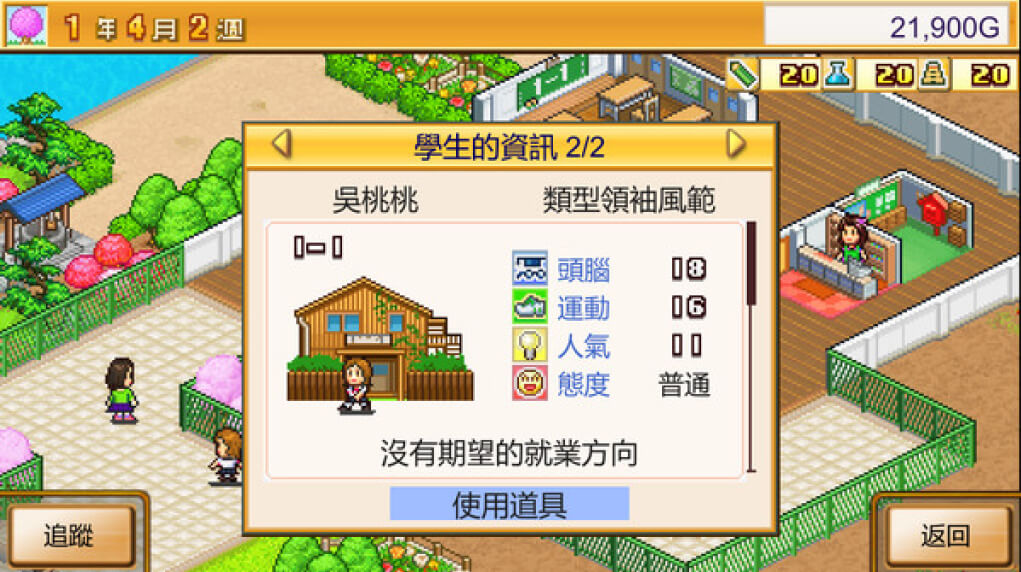 1年4月2週
21,900G
20 20 20
1-1
學生的資訊 2/2
吳桃桃 類型領袖風範
1-1
頭腦 18
運動 16
人氣 11
態度 普通
沒有期望的就業方向
使用道具
追蹤
返回